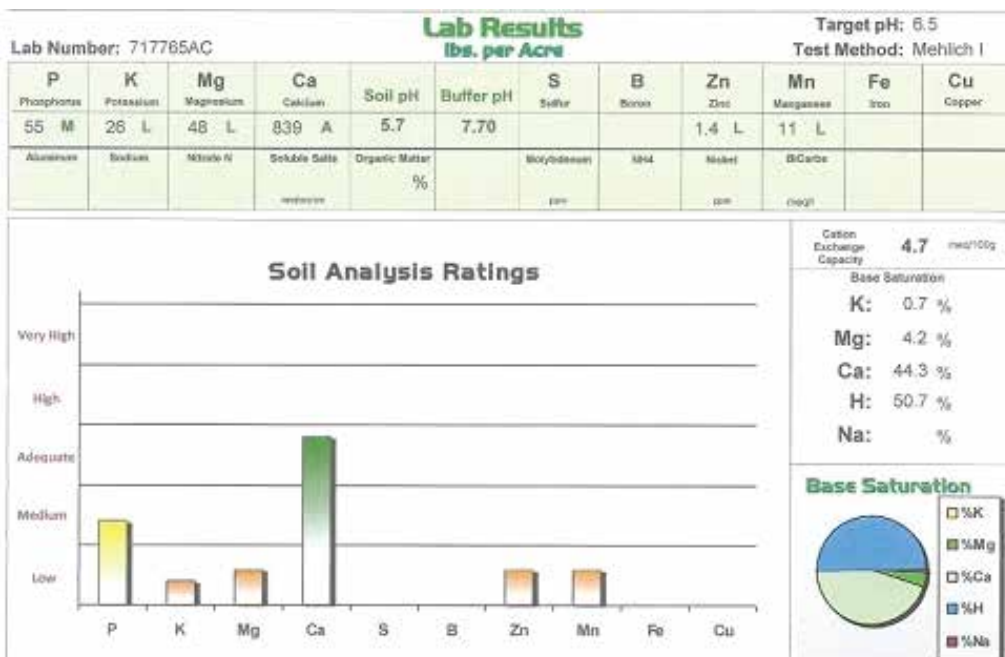 Lab Results
Target pH: 6.5
Lab Number: 717765AC
lbs. per Acre
Test Method: Mehlich I
P K Mg Ca Soil pH Buffer pH S B Zn Mn Fe Cu
Phosphorus Potassium Magnesium Calcium Sulfur Boron Zinc Manganese Iron Copper
55 M 26 L 48 L 839 A 5.7 7.70 1.4 L 11 L
Aluminum Sodium Nitrate N Soluble Salts Organic Matter Molybdenum NH4 Nickel BiCarbs
%
ppm ppm meq/l
Soil Analysis Ratings
Very High
High
Adequate
Medium
Low
P K Mg Ca S B Zn Mn Fe Cu
Cation
Exchange
Capacity
4.7 meq/100g
Base Saturation
K: 0.7 %
Mg: 4.2 %
Ca: 44.3 %
H: 50.7 %
Na: %
Base Saturation
%K
%Mg
%Ca
%H
%Na